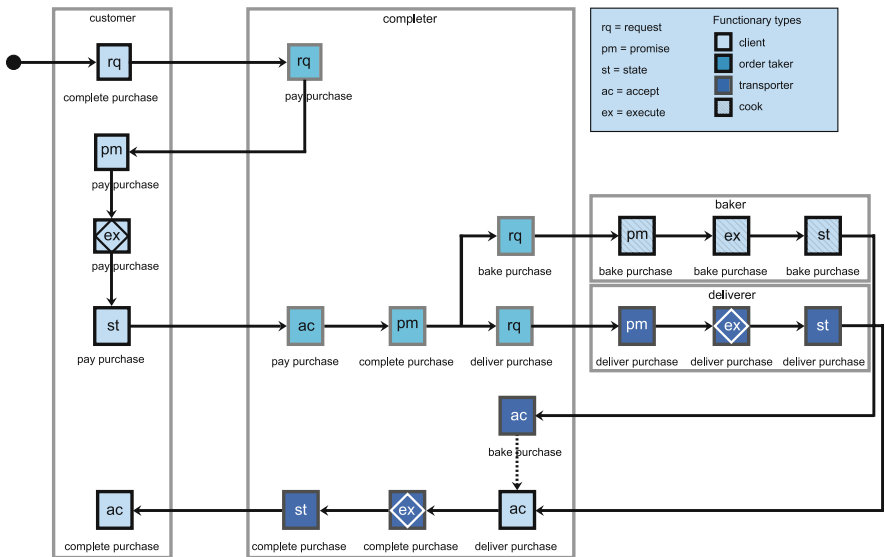 customer
completer
rq = request
pm = promise
st = state
ac = accept
ex = execute
Functionary types
client
order taker
transporter
cook
rq
complete purchase
rq
pay purchase
pm
pay purchase
ex
pay purchase
st
pay purchase
ac
pay purchase
pm
complete purchase
rq
bake purchase
rq
deliver purchase
baker
pm
bake purchase
ex
bake purchase
st
bake purchase
deliverer
pm
deliver purchase
ex
deliver purchase
st
deliver purchase
ac
bake purchase
ac
complete purchase
st
complete purchase
ex
complete purchase
ac
deliver purchase